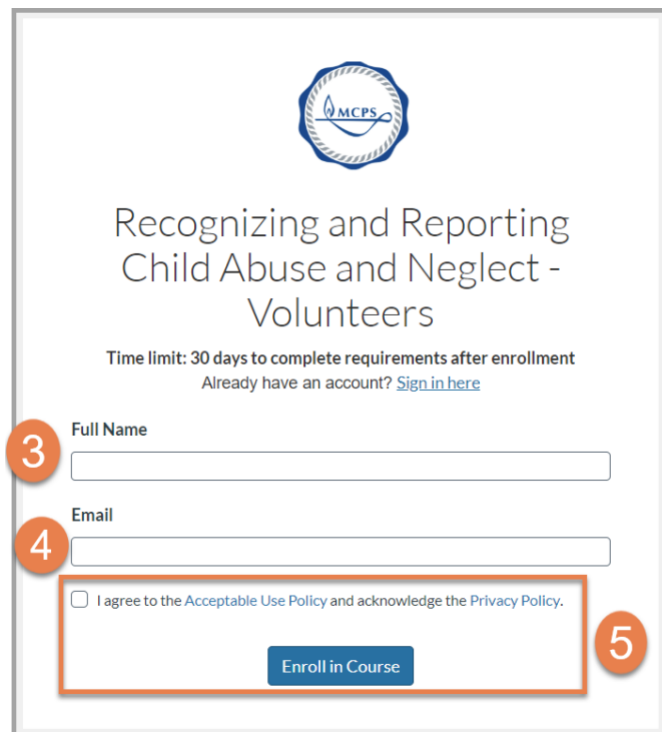 MCPS
Recognizing and Reporting
Child Abuse and Neglect -
Volunteers
Time limit: 30 days to complete requirements after enrollment
Already have an account? Sign in here
Full Name
3
Email
4
I agree to the Acceptable Use Policy and acknowledge the Privacy Policy.
5
Enroll in Course